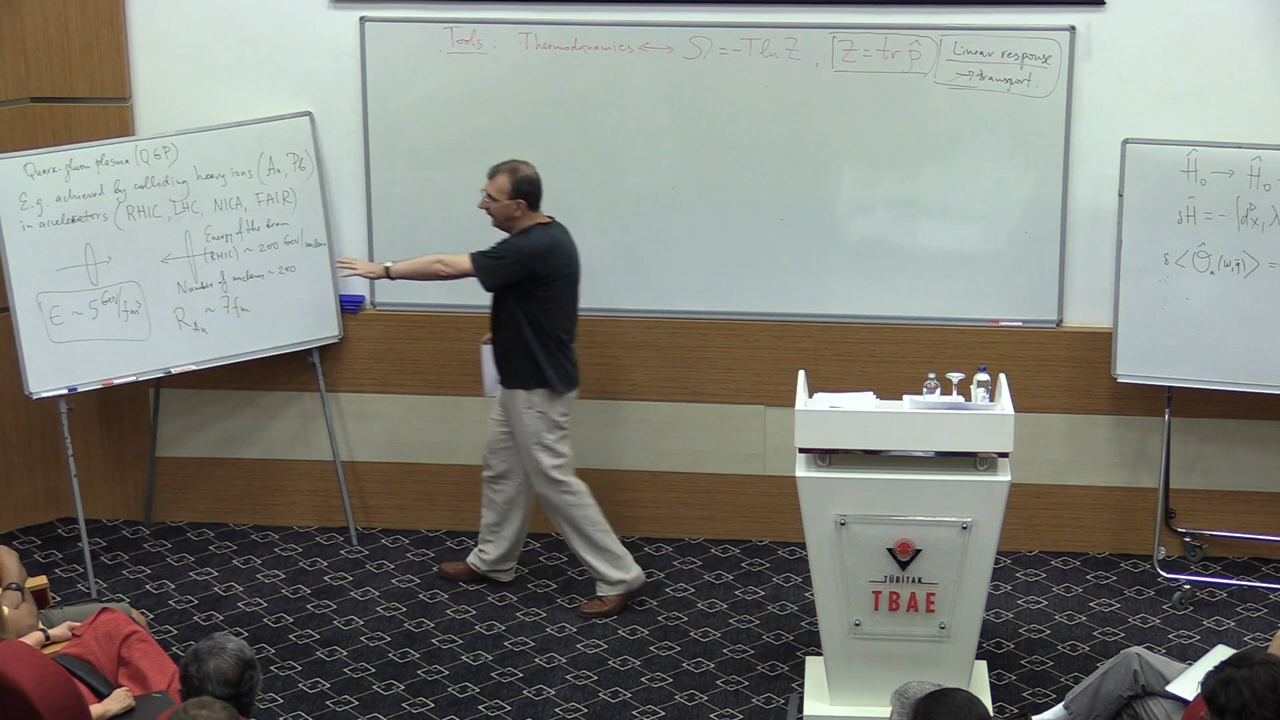 Quark-gluon plasma (QGP)
E.g. achieved by colliding heavy ions (Au, Pb)
in accelerators (RHIC, LHC, NICA, FAIR)
Energy of the beam
(RHIC) ~ 200 GeV/nucleon
Number of nucleons ~ 200
ϵ ~ 5 GeV/fm³
R_Au ~ 7 fm
Tools. Thermodynamics ↔ Ω = -T ln Z, Z = tr ρ̂
Linear response
→ transport.
Ĥ₀ → Ĥ₀
δĤ = -
δ⟨Ô_a(ω,q̄)⟩ =
TÜBİTAK
TBAE